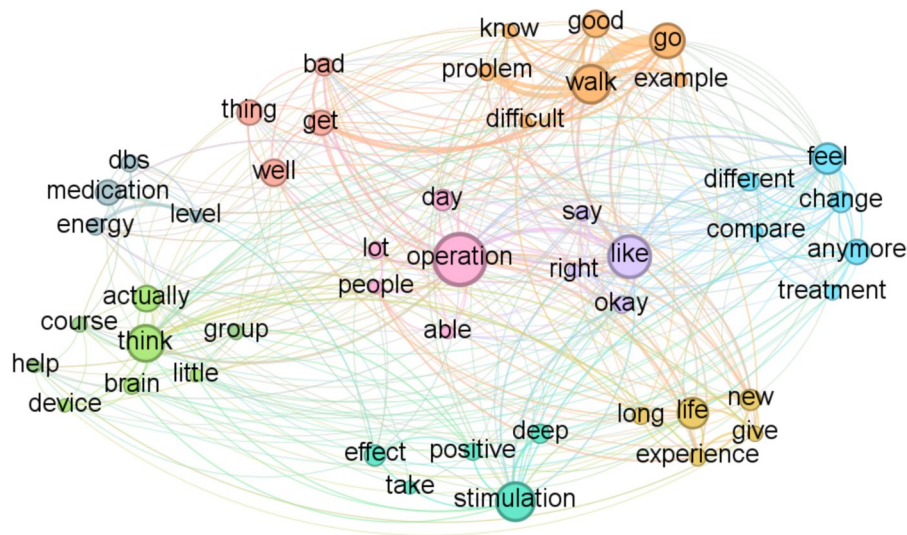 know
good
go
problem
walk
example
difficult
bad
thing
get
well
dbs
medication
energy
level
day
say
lot
operation
like
people
right
okay
able
feel
different
change
compare
anymore
treatment
actually
course
think
group
help
brain
little
device
long
life
new
give
experience
effect
positive
deep
take
stimulation